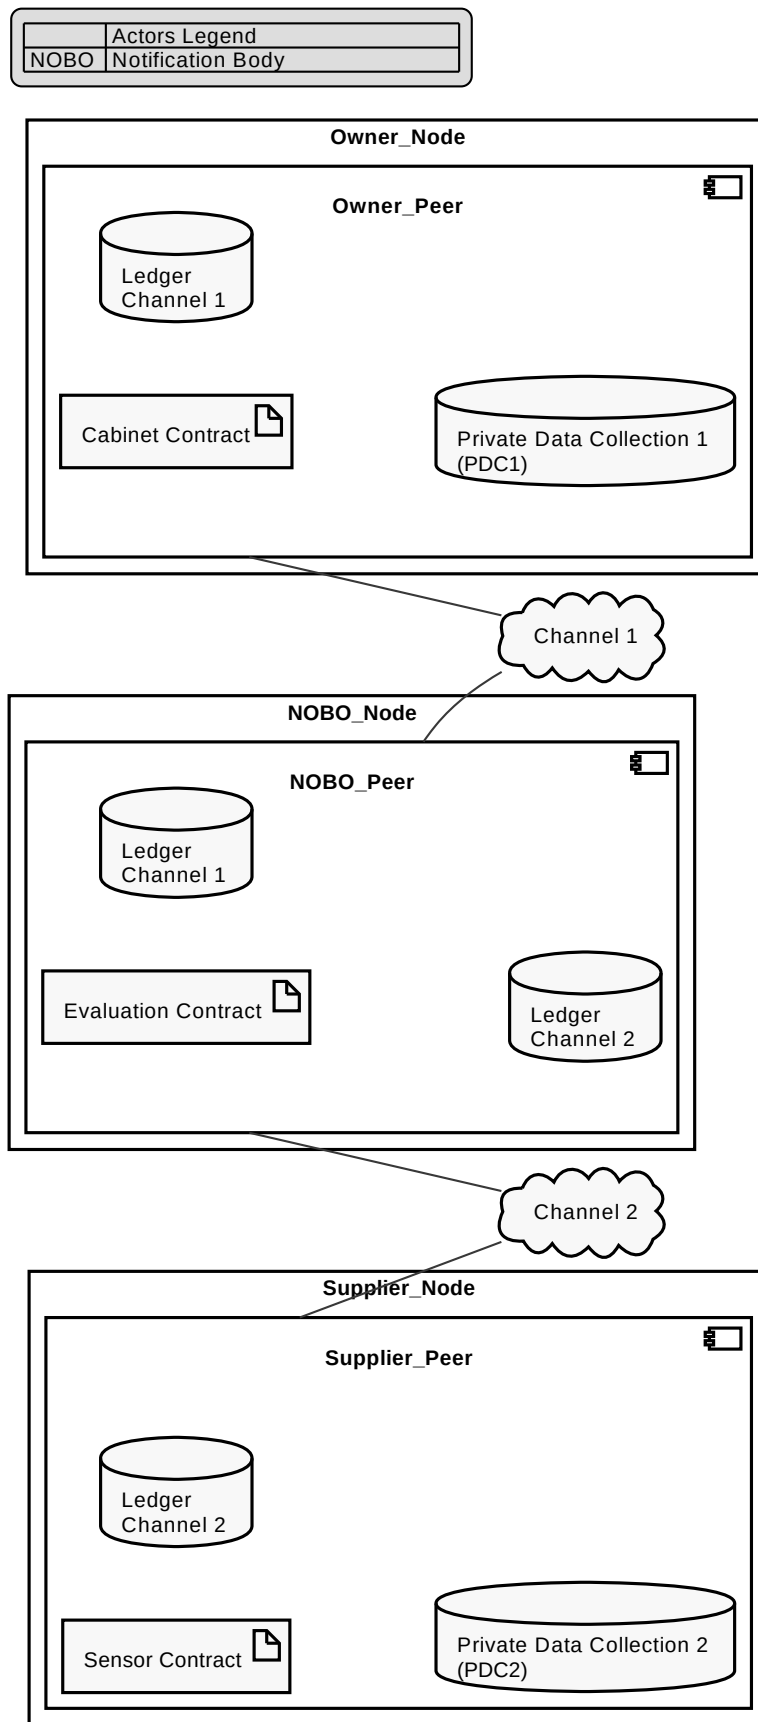 Actors Legend
NOBO Notification Body
Owner_Node
Owner_Peer
Ledger
Channel 1
Cabinet Contract
Private Data Collection 1
(PDC1)
Channel 1
NOBO_Node
NOBO_Peer
Ledger
Channel 1
Evaluation Contract
Ledger
Channel 2
Channel 2
Supplier_Node
Supplier_Peer
Ledger
Channel 2
Sensor Contract
Private Data Collection 2
(PDC2)